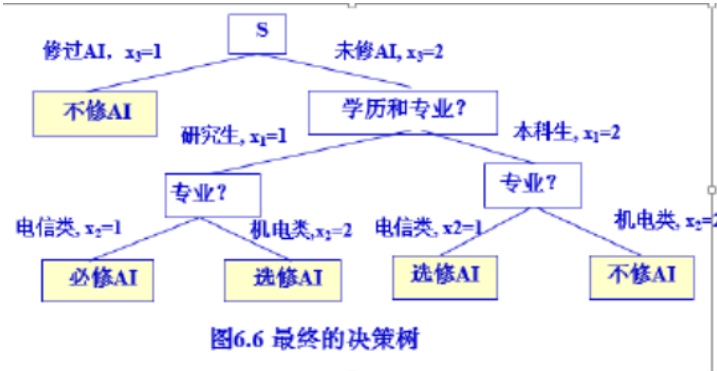 S
修过AI, x3=1
未修AI, x3=2
不修AI
学历和专业?
研究生, x1=1
本科生, x1=2
专业?
专业?
电信类, x2=1
机电类,x2=2
电信类, x2=1
机电类, x2=2
必修AI
选修AI
选修AI
不修AI
图6.6 最终的决策树